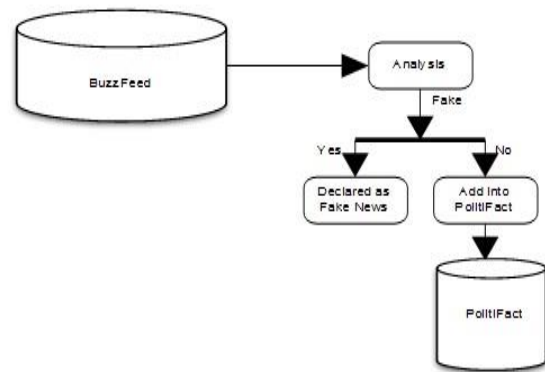 BuzzFeed
Analysis
Fake
Yes
No
Declared as
Fake News
Add into
PolitiFact
PolitiFact